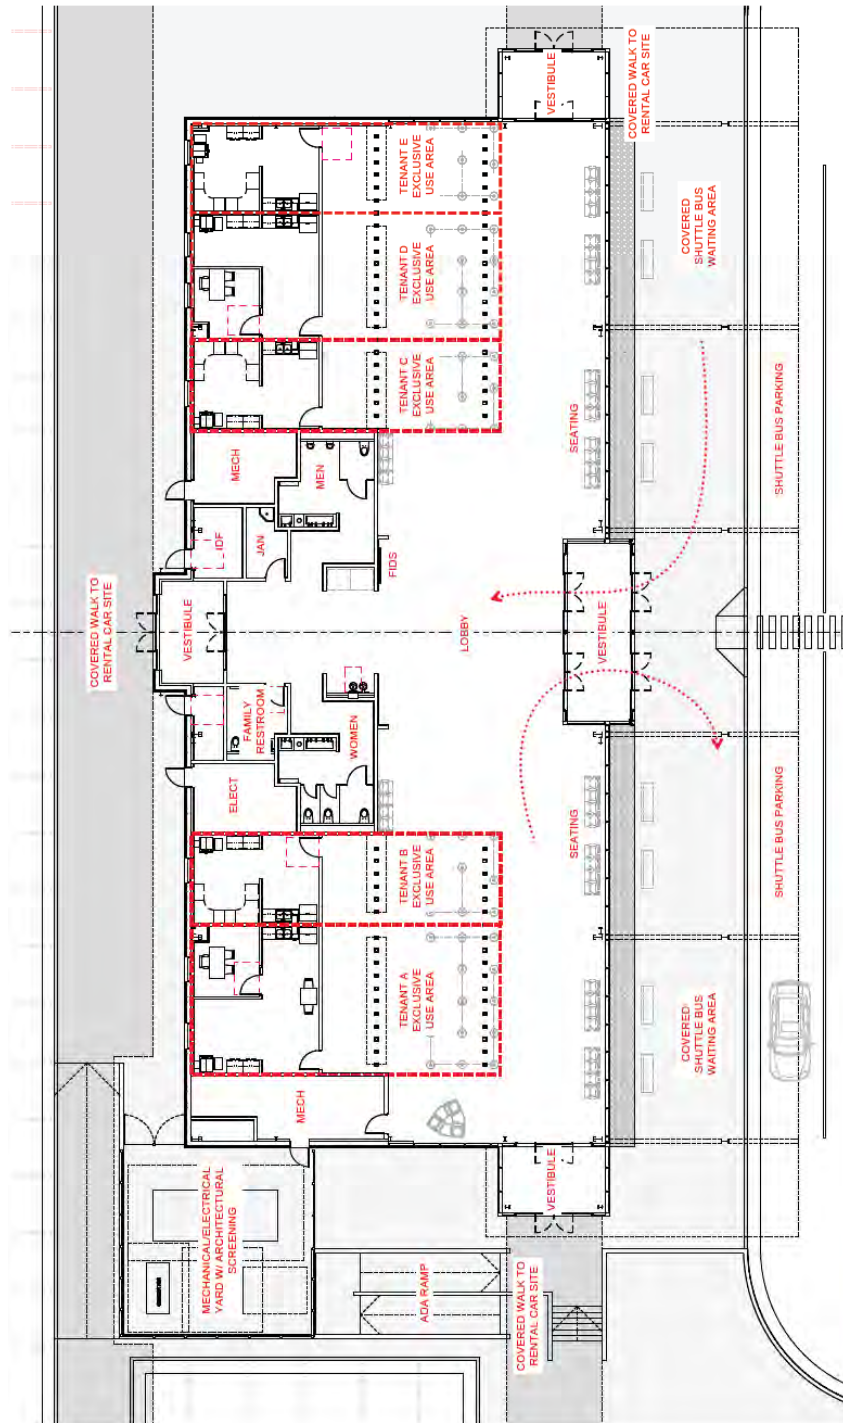 COVERED WALK TO
RENTAL CAR SITE
VESTIBULE
COVERED
SHUTTLE BUS
WAITING AREA
TENANT E
EXCLUSIVE
USE AREA
TENANT D
EXCLUSIVE
USE AREA
TENANT C
EXCLUSIVE
USE AREA
SEATING
SHUTTLE BUS PARKING
MECH
MEN
IDF
JAN
FIDS
COVERED WALK TO
RENTAL CAR SITE
VESTIBULE
LOBBY
VESTIBULE
FAMILY
RESTROOM
WOMEN
ELECT
SEATING
SHUTTLE BUS PARKING
TENANT B
EXCLUSIVE
USE AREA
TENANT A
EXCLUSIVE
USE AREA
COVERED
SHUTTLE BUS
WAITING AREA
MECH
VESTIBULE
MECHANICAL/ELECTRICAL
YARD W/ ARCHITECTURAL
SCREENING
ADA RAMP
COVERED WALK TO
RENTAL CAR SITE